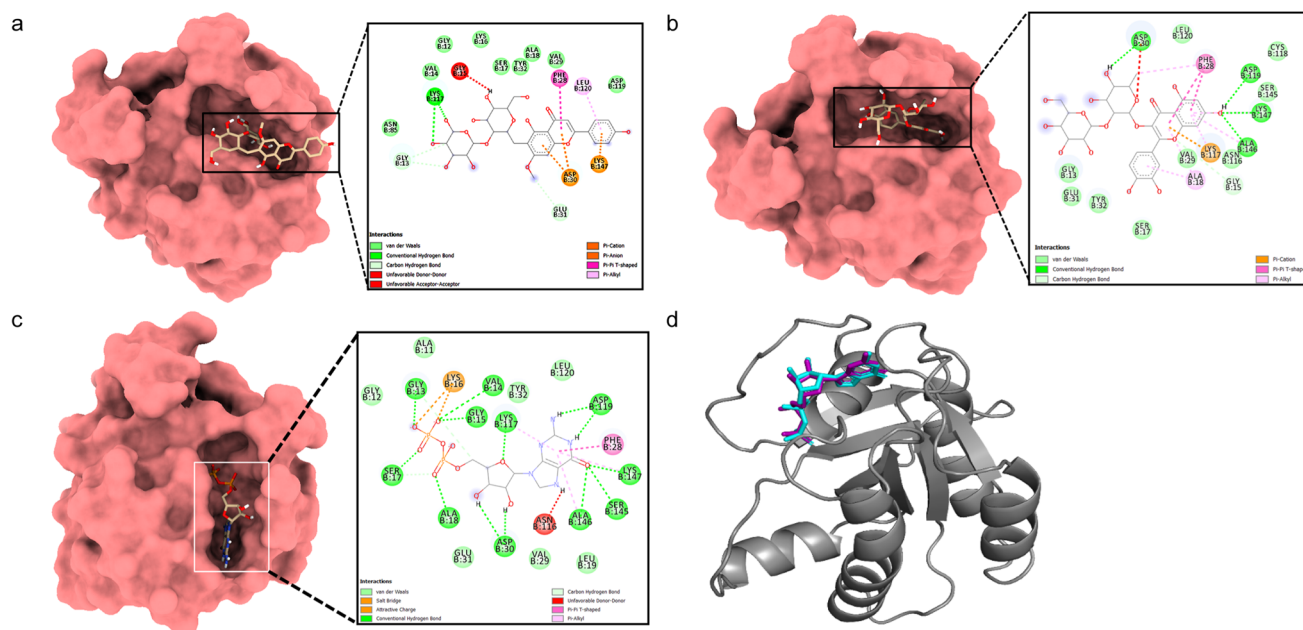 a
GLY
B:12
LYS
B:16
SER
B:17
ALA
B:18
TYR
B:32
VAL
B:29
VAL
B:14
PHE
B:28
LEU
B:120
ASP
B:119
LYS
B:117
ASN
B:85
GLY
B:13
ASP
B:30
LYS
B:147
GLU
B:31
H
Interactions
van der Waals
Conventional Hydrogen Bond
Carbon Hydrogen Bond
Unfavorable Donor-Donor
Unfavorable Acceptor-Acceptor
Pi-Cation
Pi-Anion
Pi-Pi T-shaped
Pi-Alkyl
b
ASP
B:30
LEU
B:120
CYS
B:118
PHE
B:28
ASP
B:119
SER
B:145
LYS
B:147
ALA
B:146
VAL
B:29
LYS
B:117
ASN
B:116
GLY
B:15
ALA
B:18
GLY
B:13
GLU
B:31
TYR
B:32
SER
B:17
H
H
Interactions
van der Waals
Conventional Hydrogen Bond
Carbon Hydrogen Bond
Pi-Cation
Pi-Pi T-shap
Pi-Alkyl
c
ALA
B:11
GLY
B:12
GLY
B:13
LYS
B:16
VAL
B:14
GLY
B:15
TYR
B:32
LEU
B:120
LYS
B:117
ASP
B:119
PHE
B:28
LYS
B:147
SER
B:145
ALA
B:146
ASN
B:116
SER
B:17
ALA
B:18
GLU
B:31
ASP
B:30
VAL
B:29
LEU
B:19
H
H
H
H
H
Interactions
van der Waals
Salt Bridge
Attractive Charge
Conventional Hydrogen Bond
Carbon Hydrogen Bond
Unfavorable Donor-Donor
Pi-Pi T-shaped
Pi-Alkyl
d